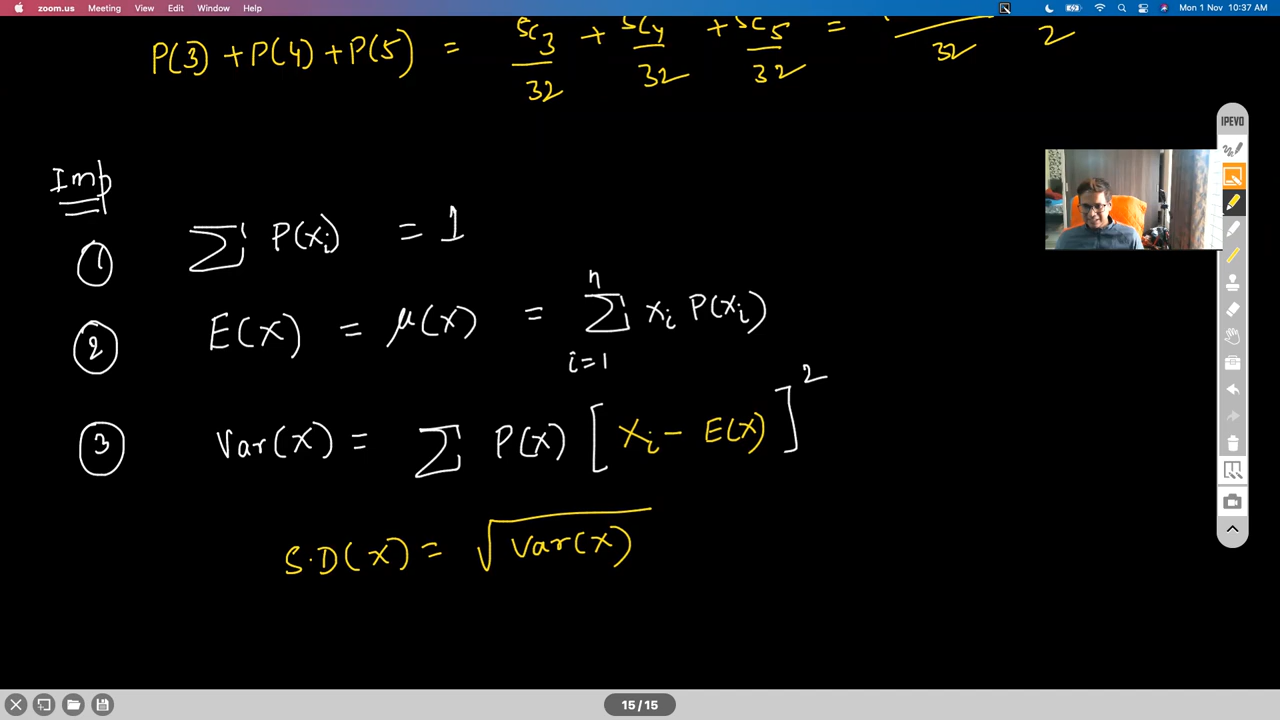 zoom.us Meeting View Edit Window Help Mon 1 Nov 10:37 AM
P(3) + P(4) + P(5) = 5C3/32 + 5C4/32 + 5C5/32 = /32 2
IPEVO
Imp
① ∑ P(xi) = 1
② E(X) = μ(X) = ∑_{i=1}^{n} xi P(xi)
③ Var(X) = ∑ P(X) [xi - E(X)]^2
S.D(X) = √Var(X)
15/15